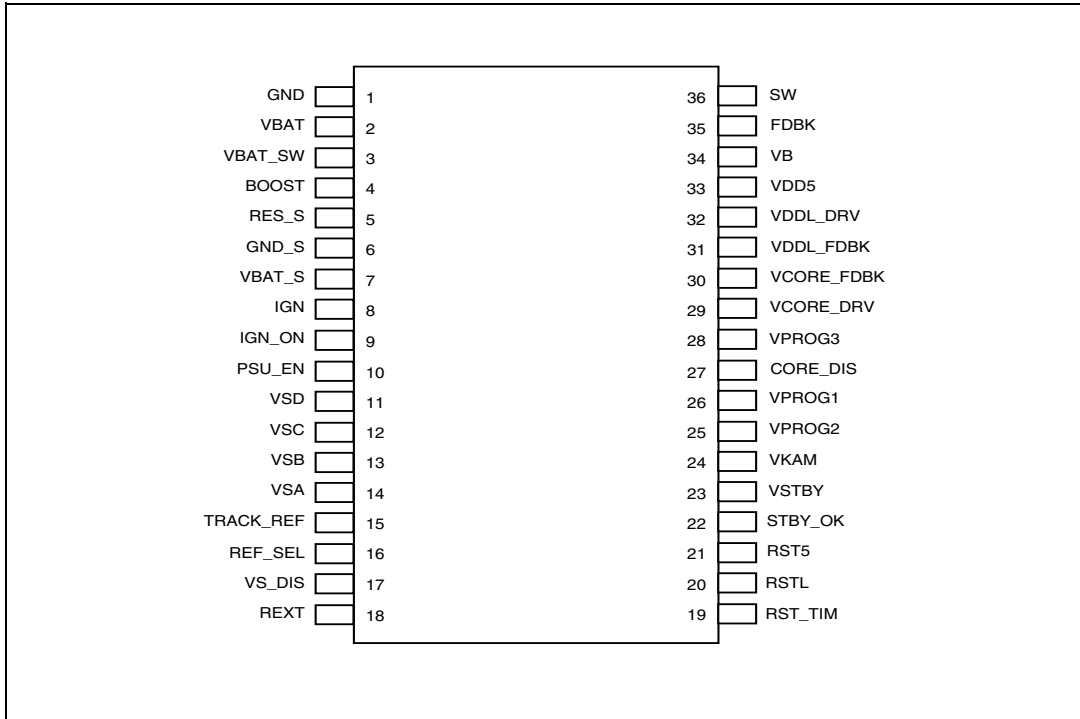 GND 1 36 SW
VBAT 2 35 FDBK
VBAT_SW 3 34 VB
BOOST 4 33 VDD5
RES_S 5 32 VDDL_DRV
GND_S 6 31 VDDL_FDBK
VBAT_S 7 30 VCORE_FDBK
IGN 8 29 VCORE_DRV
IGN_ON 9 28 VPROG3
PSU_EN 10 27 CORE_DIS
VSD 11 26 VPROG1
VSC 12 25 VPROG2
VSB 13 24 VKAM
VSA 14 23 VSTBY
TRACK_REF 15 22 STBY_OK
REF_SEL 16 21 RST5
VS_DIS 17 20 RSTL
REXT 18 19 RST_TIM